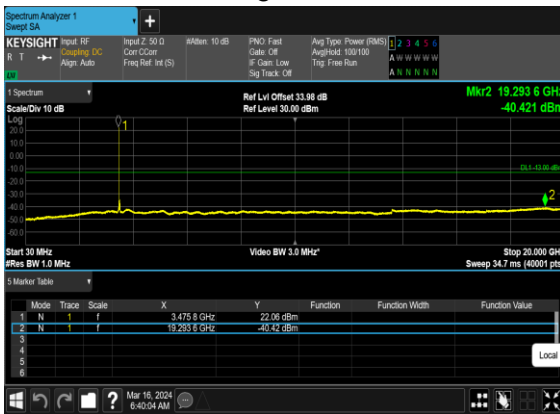 Spectrum Analyzer 1
Swept SA
KEYSIGHT
R T
LV
Input: RF
Coupling: DC
Align: Auto
Input Z: 50 Ω
Corr CCorr
Freq Ref: Int (S)
#Atten: 10 dB
PNO: Fast
Gate: Off
IF Gain: Low
Sig Track: Off
Avg Type: Power (RMS)
Avg|Hold: 100/100
Trig: Free Run
1 2 3 4 5 6
A W W W W W
A N N N N N
1 Spectrum
Scale/Div 10 dB
Ref Lvl Offset 33.98 dB
Ref Level 30.00 dBm
Mkr2 19.293 6 GHz
-40.421 dBm
Log
20.0
10.0
0.00
-10.0
-20.0
-30.0
-40.0
-50.0
-60.0
1
2
DL1 -13.00 dBm
Start 30 MHz
#Res BW 1.0 MHz
Video BW 3.0 MHz*
Stop 20.000 GH
Sweep 34.7 ms (40001 pts
5 Marker Table
Mode Trace Scale X Y Function Function Width Function Value
1 N 1 f 3.475 8 GHz 22.06 dBm
2 N 1 f 19.293 6 GHz -40.42 dBm
3
4
5
6
Local
?
Mar 16, 2024
6:40:04 AM